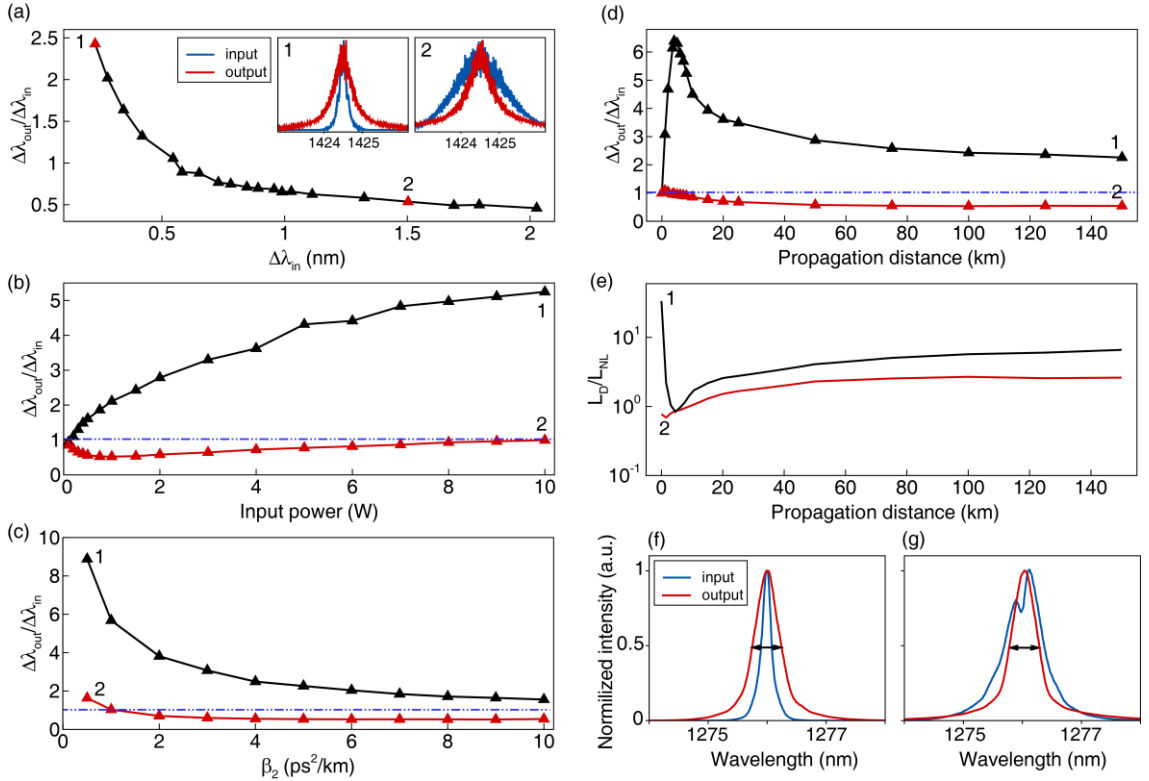 (a)
2.5
2
1.5
1
0.5
Δλout/Δλin
1
2
input
output
1
1424 1425
2
1424 1425
0.5 1 1.5 2
Δλin (nm)
(b)
5
4
3
2
1
0
Δλout/Δλin
1
2
0 2 4 6 8 10
Input power (W)
(c)
10
8
6
4
2
0
Δλout/Δλin
1
2
0 2 4 6 8 10
β2 (ps2/km)
(d)
6
5
4
3
2
1
0
Δλout/Δλin
1
2
0 20 40 60 80 100 120 140
Propagation distance (km)
(e)
10^1
10^0
10^-1
LD/LNL
1
2
0 20 40 60 80 100 120 140
Propagation distance (km)
(f)
1
0.5
0
Normilized intensity (a.u.)
input
output
1275 1277
Wavelength (nm)
(g)
1275 1277
Wavelength (nm)